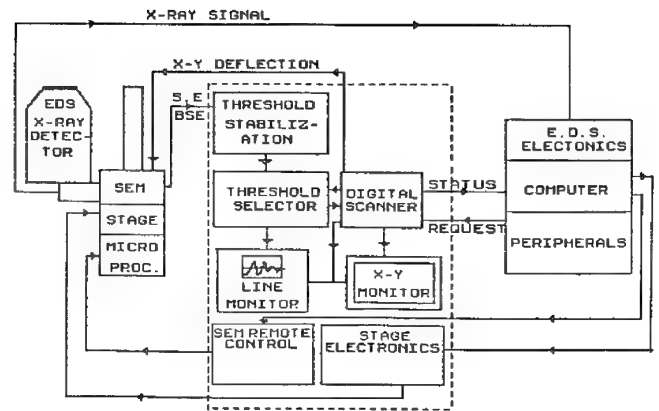 X-RAY SIGNAL
X-Y DEFLECTION
EDS
X-RAY
DETEC-
TOR
S.E
BSE
THRESHOLD
STABILIZ-
ATION
E.D.S.
ELECTONICS
SEM
THRESHOLD
SELECTOR
DIGITAL
SCANNER
STATUS
COMPUTER
STAGE
REQUEST
MICRO
PROC.
PERIPHERALS
LINE
MONITOR
X-Y
MONITOR
SEM REMOTE
CONTROL
STAGE
ELECTRONICS